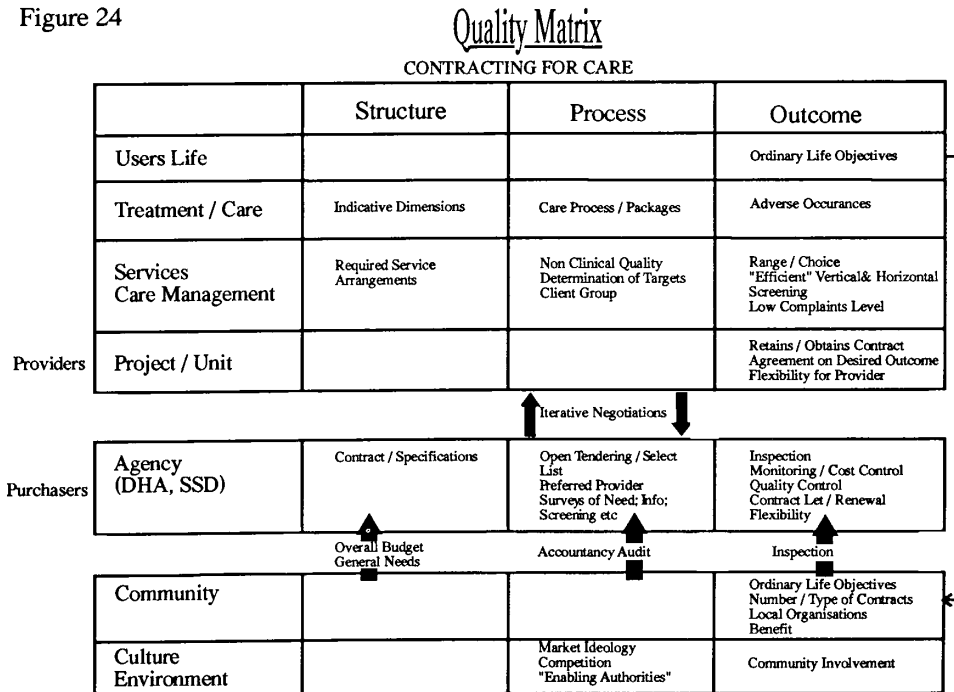 Figure 24
Quality Matrix
CONTRACTING FOR CARE
Structure
Process
Outcome
Users Life
Ordinary Life Objectives
Treatment / Care
Indicative Dimensions
Care Process / Packages
Adverse Occurances
Services
Care Management
Required Service
Arrangements
Non Clinical Quality
Determination of Targets
Client Group
Range / Choice
"Efficient" Vertical& Horizontal
Screening
Low Complaints Level
Providers
Project / Unit
Retains / Obtains Contract
Agreement on Desired Outcome
Flexibility for Provider
Iterative Negotiations
Purchasers
Agency
(DHA, SSD)
Contract / Specifications
Open Tendering / Select
List
Preferred Provider
Surveys of Need; Info;
Screening etc
Inspection
Monitoring / Cost Control
Quality Control
Contract Let / Renewal
Flexibility
Overall Budget
General Needs
Accountancy Audit
Inspection
Community
Ordinary Life Objectives
Number / Type of Contracts
Local Organisations
Benefit
Culture
Environment
Market Ideology
Competition
"Enabling Authorities"
Community Involvement